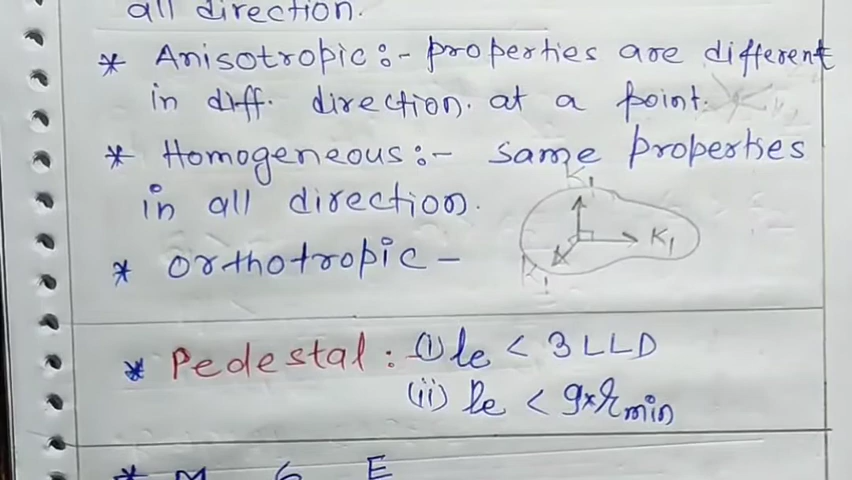 all direction.
* Anisotropic:- properties are different
in diff. direction. at a point.
* Homogeneous:- same properties
in all direction.
K1
K1
* Orthotropic -
* Pedestal: (i) le < 3 LLD
(ii) le < 9×rmin
* M G E